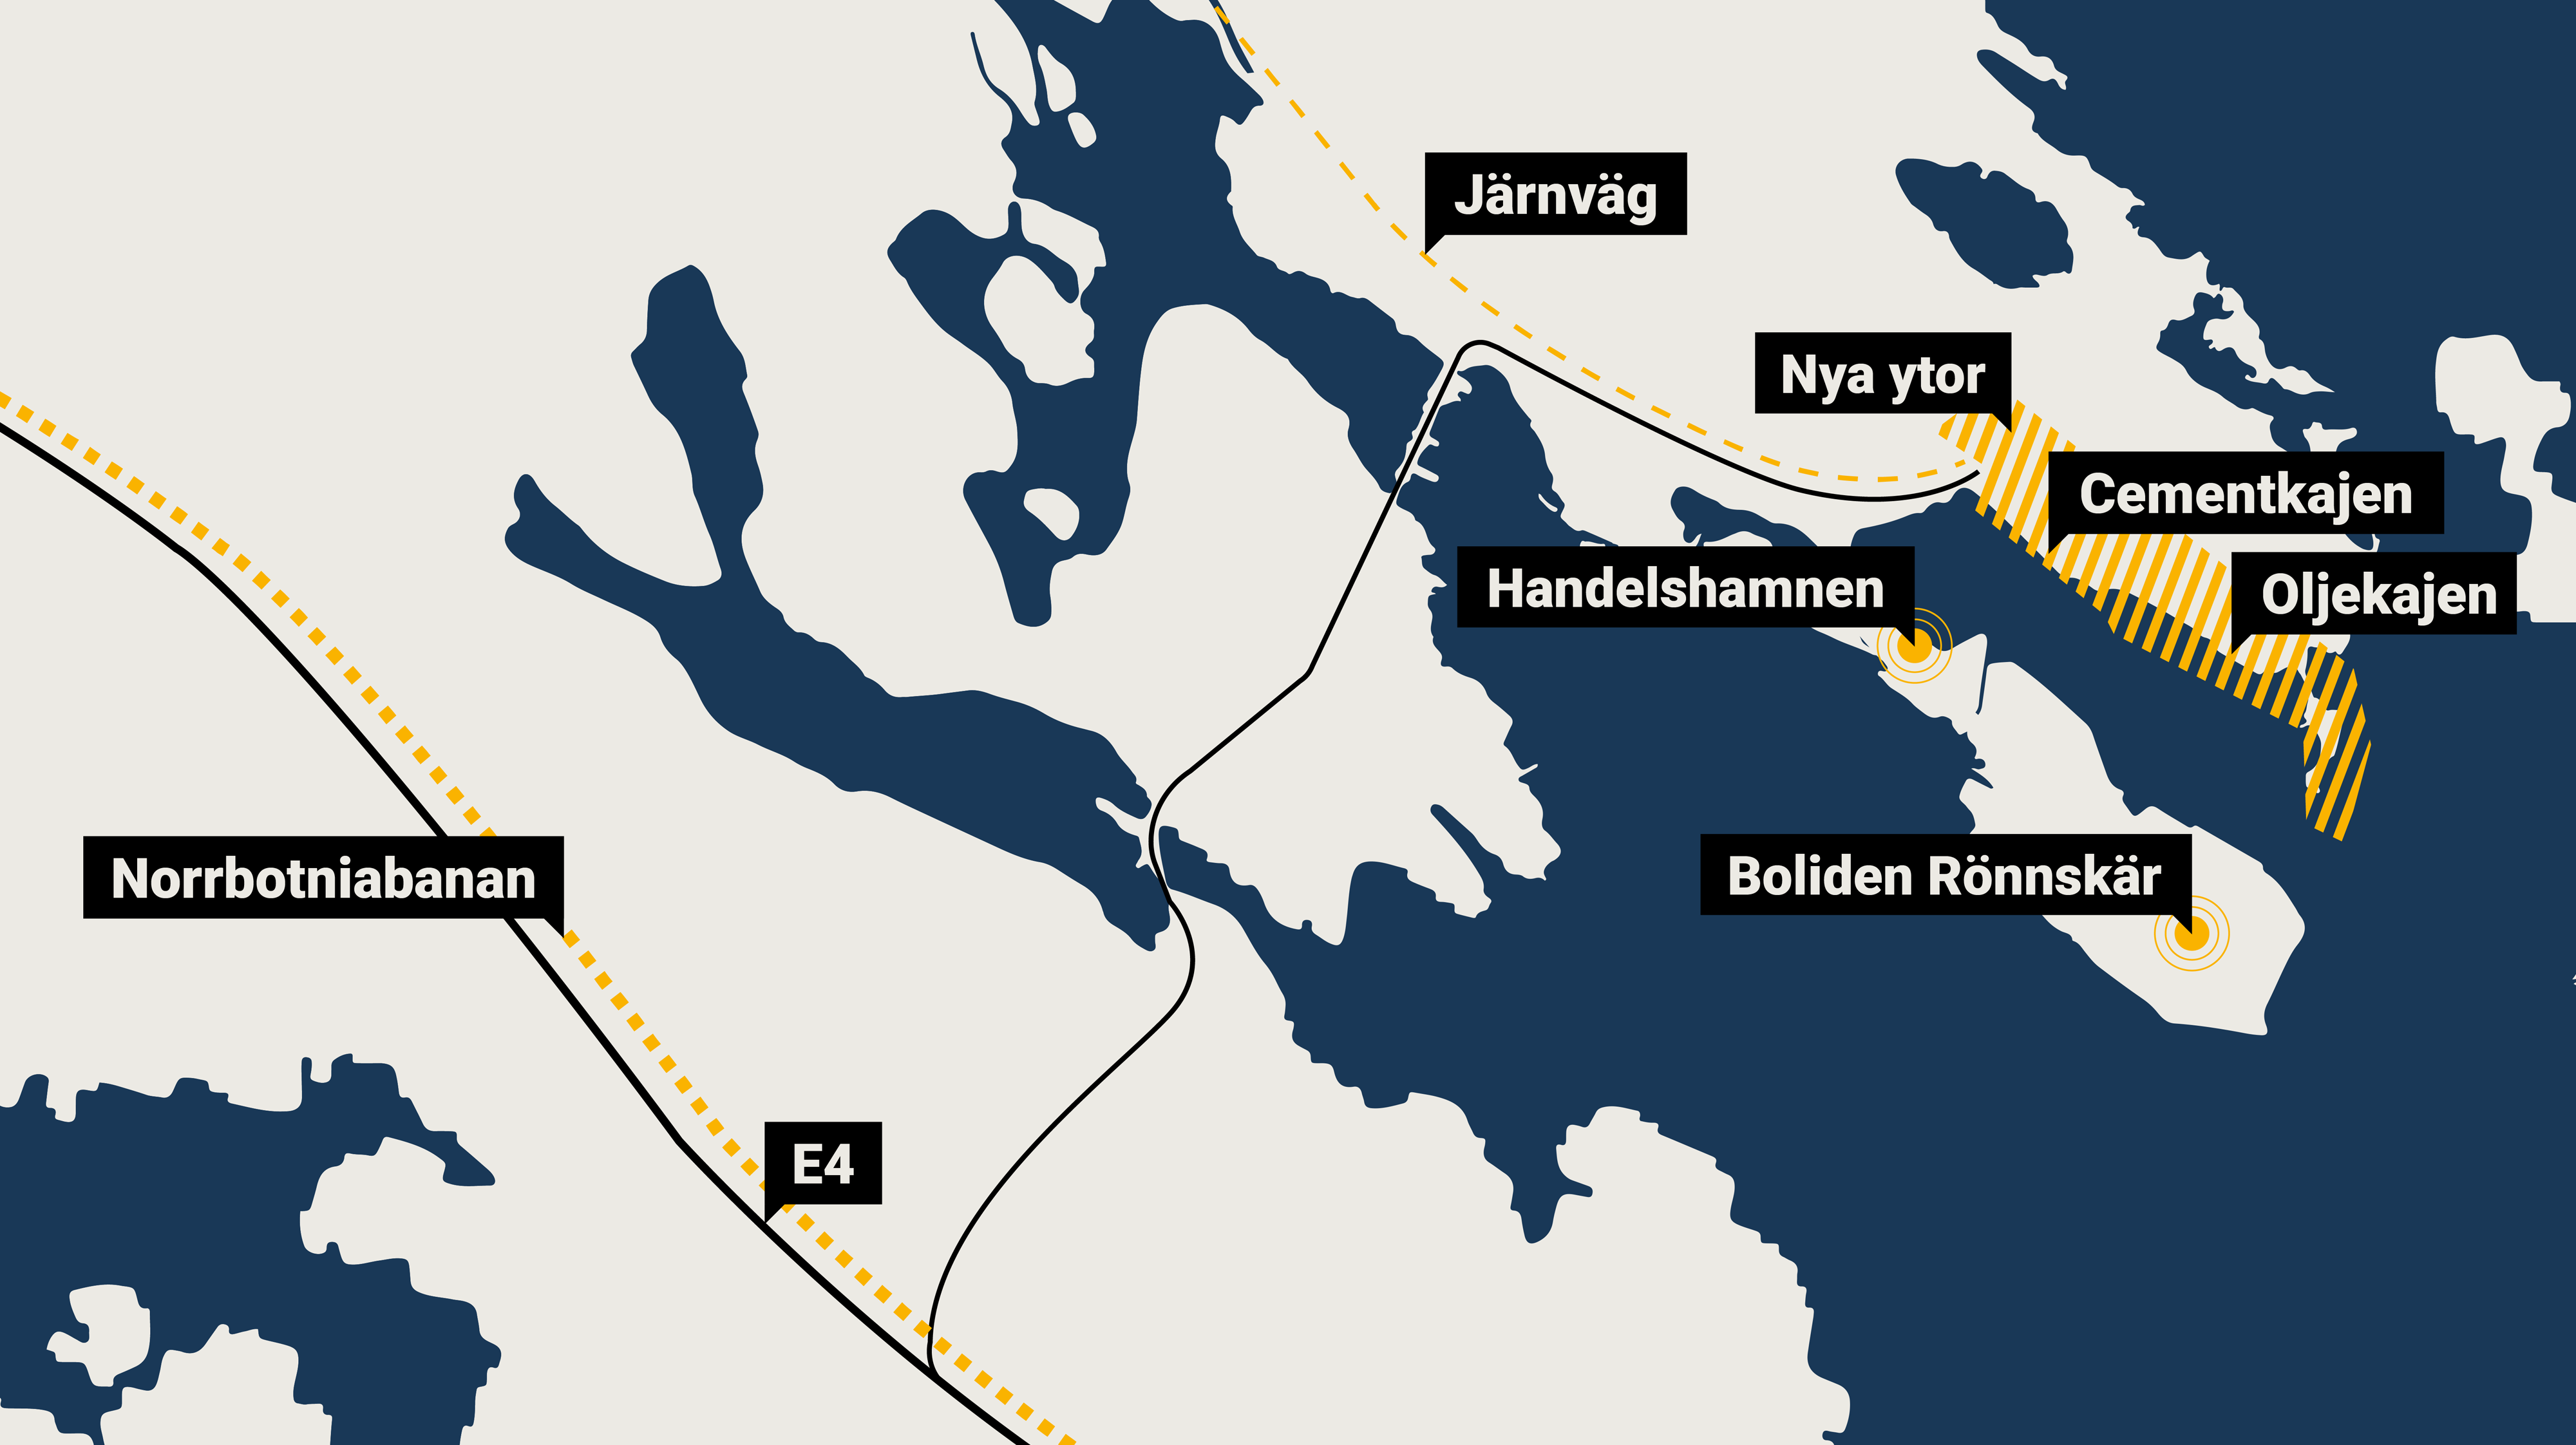 Järnväg
Nya ytor
Cementkajen
Handelshamnen
Oljekajen
Boliden Rönnskär
Norrbotniabanan
E4